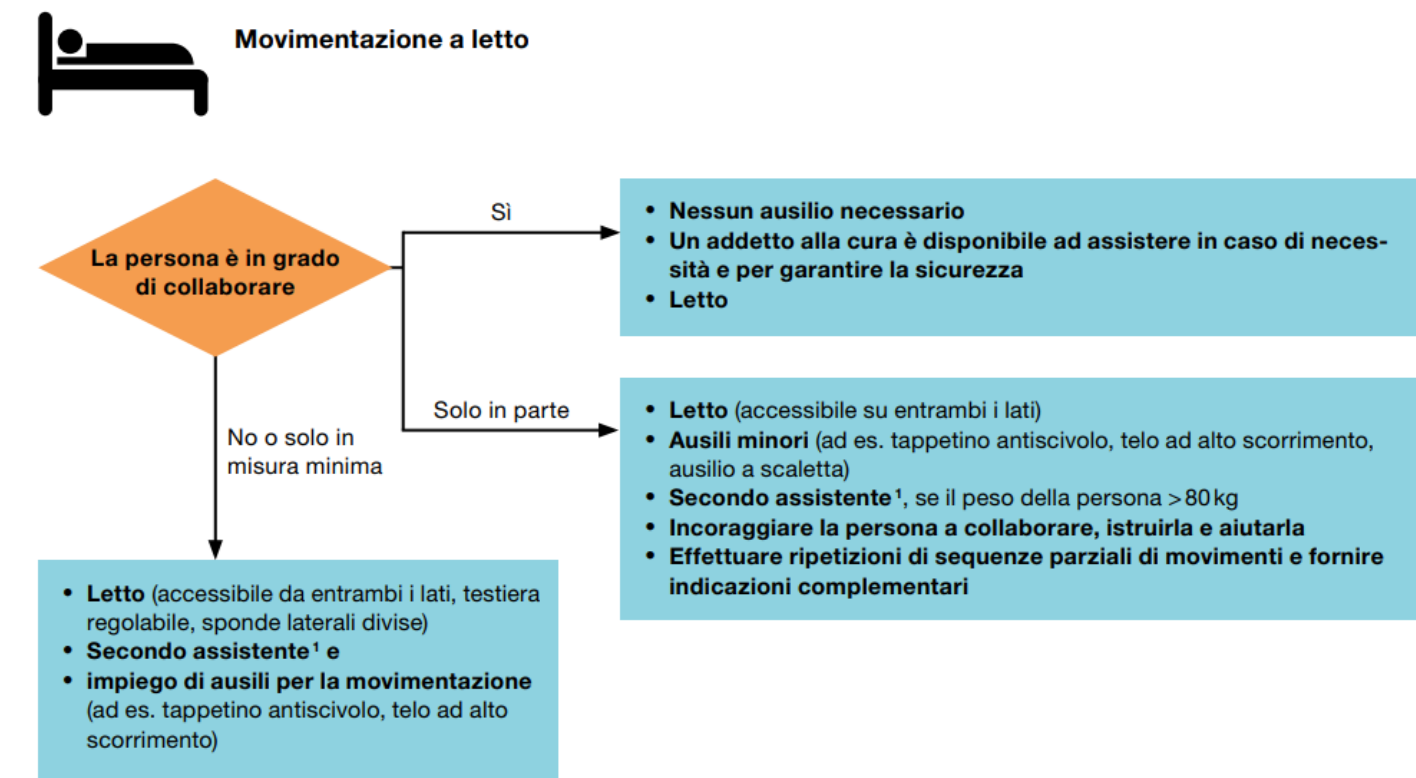 Movimentazione a letto
La persona è in grado
di collaborare
Sì
• Nessun ausilio necessario
• Un addetto alla cura è disponibile ad assistere in caso di neces-
sità e per garantire la sicurezza
• Letto
Solo in parte
• Letto (accessibile su entrambi i lati)
• Ausili minori (ad es. tappetino antiscivolo, telo ad alto scorrimento,
ausilio a scaletta)
• Secondo assistente¹, se il peso della persona >80 kg
• Incoraggiare la persona a collaborare, istruirla e aiutarla
• Effettuare ripetizioni di sequenze parziali di movimenti e fornire
indicazioni complementari
No o solo in
misura minima
• Letto (accessibile da entrambi i lati, testiera
regolabile, sponde laterali divise)
• Secondo assistente¹ e
• impiego di ausili per la movimentazione
(ad es. tappetino antiscivolo, telo ad alto
scorrimento)